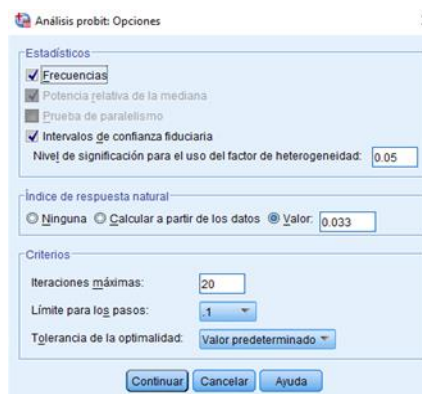 Análisis probit: Opciones
Estadísticos
Frecuencias
Potencia relativa de la mediana
Prueba de paralelismo
Intervalos de confianza fiduciaria
Nivel de significación para el uso del factor de heterogeneidad: 0.05
Índice de respuesta natural
Ninguna Calcular a partir de los datos Valor: 0.033
Criterios
Iteraciones máximas: 20
Límite para los pasos: .1
Tolerancia de la optimalidad: Valor predeterminado
Continuar Cancelar Ayuda